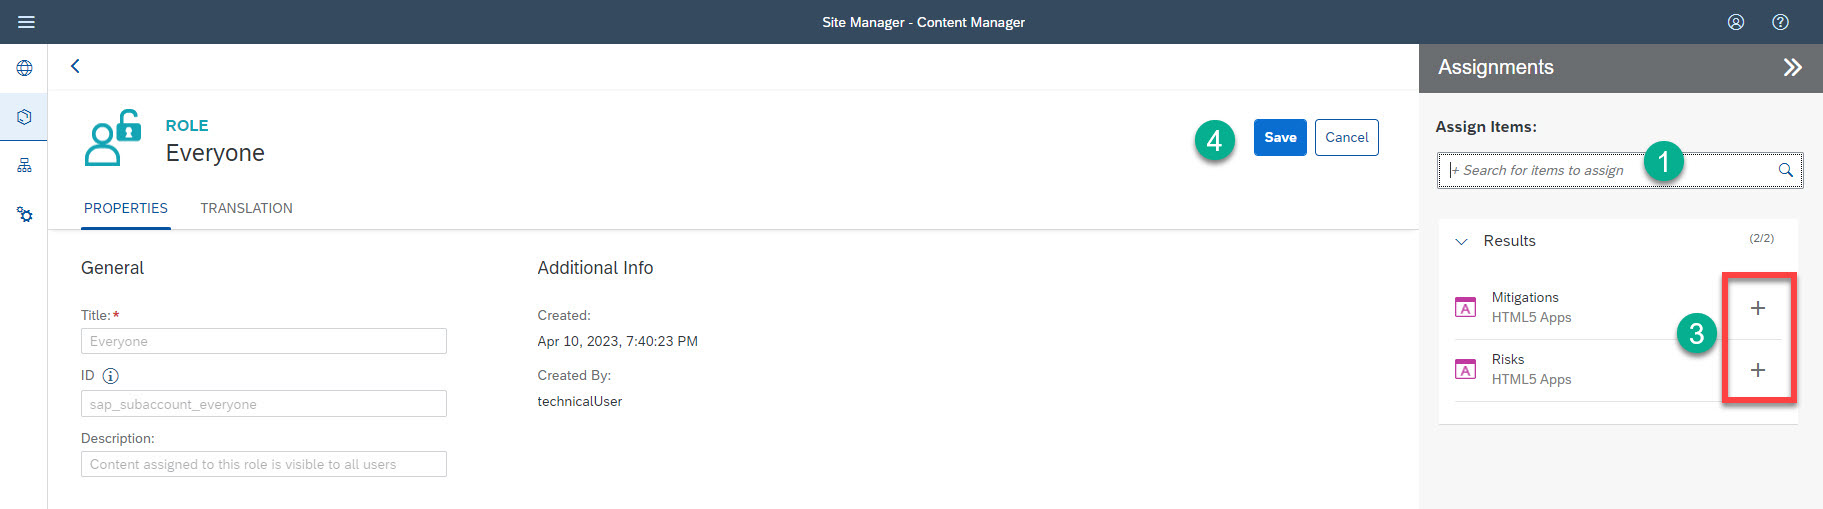 Site Manager - Content Manager
Assignments
ROLE
Everyone
4
Save
Cancel
PROPERTIES
TRANSLATION
General
Title:*
Everyone
ID
sap_subaccount_everyone
Description:
Content assigned to this role is visible to all users
Additional Info
Created:
Apr 10, 2023, 7:40:23 PM
Created By:
technicalUser
Assign Items:
+ Search for items to assign
1
Results
(2/2)
A
Mitigations
HTML5 Apps
3
A
Risks
HTML5 Apps